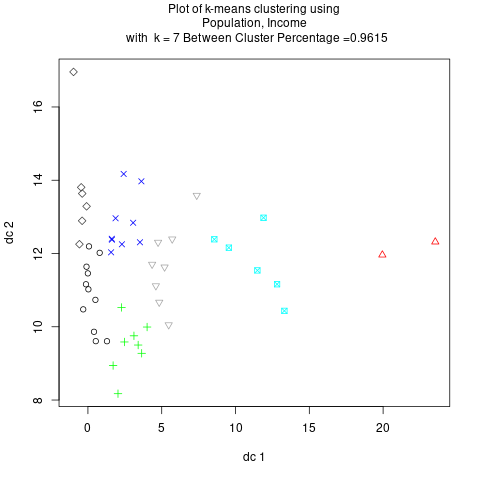 Plot of k-means clustering using
Population, Income
with k = 7 Between Cluster Percentage =0.9615
16
14
12
10
8
dc 2
0 5 10 15 20
dc 1